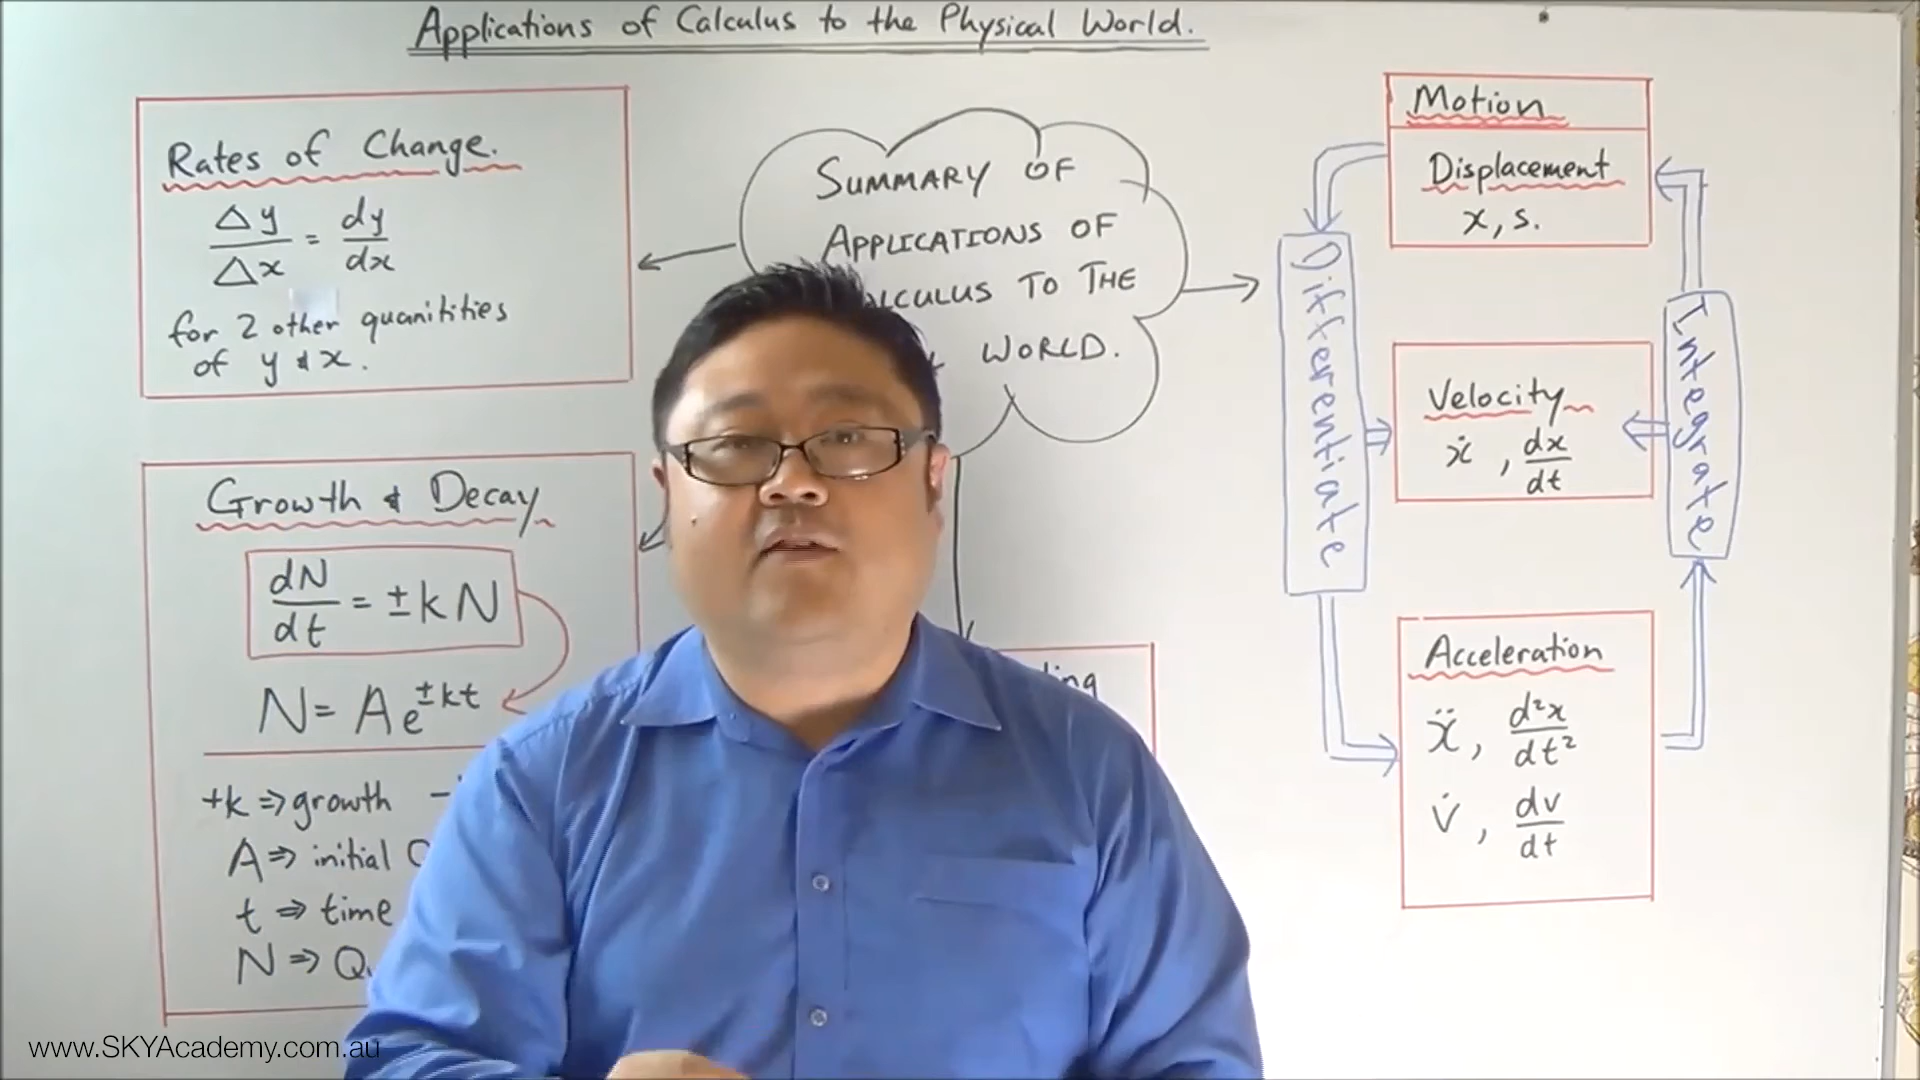 Applications of Calculus to the Physical World.
Rates of Change.
Δy/Δx = dy/dx
for 2 other quanitities
of y & x.
SUMMARY OF
APPLICATIONS OF
ALCULUS TO THE
WORLD.
Growth & Decay
dN/dt = ±kN
N = Ae^±kt
+k ⇒ growth -
A ⇒ initial
t ⇒ time
N ⇒
Differentiate
Motion
Displacement
x, s.
Velocity
ẋ, dx/dt
Acceleration
ẍ, d²x/dt²
v̇, dv/dt
Integrate
www.SKYAcademy.com.au